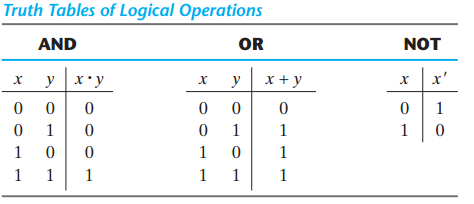 Truth Tables of Logical Operations
AND OR NOT
x y x · y x y x + y x x′
0 0 0 0 0 0 0 1
0 1 0 0 1 1 1 0
1 0 0 1 0 1
1 1 1 1 1 1